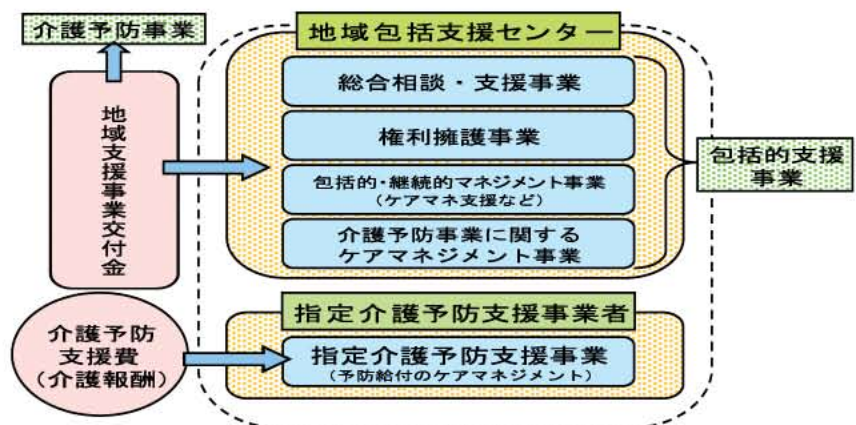 介護予防事業
地域包括支援センター
総合相談・支援事業
権利擁護事業
包括的・継続的マネジメント事業
（ケアマネ支援など）
介護予防事業に関する
ケアマネジメント事業
包括的支援
事業
地域支援事業交付金
指定介護予防支援事業者
指定介護予防支援事業
（予防給付のケアマネジメント）
介護予防
支援費
（介護報酬）